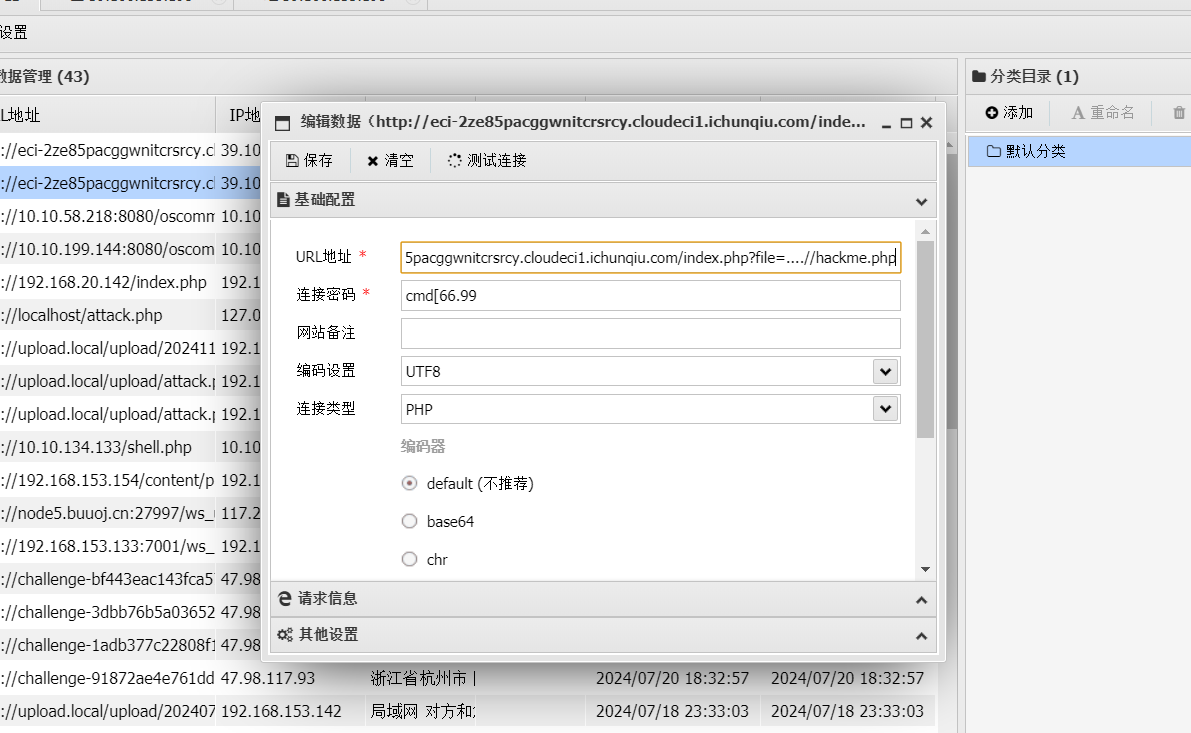 设置
数据管理 (43)
分类目录 (1)
L地址
IP地
添加
重命名
默认分类
://eci-2ze85pacggwnitcrsrcy.cl 39.10
://eci-2ze85pacggwnitcrsrcy.cl 39.10
://10.10.58.218:8080/oscomm 10.10
://10.10.199.144:8080/oscom 10.10
://192.168.20.142/index.php 192.1
://localhost/attack.php 127.0
://upload.local/upload/202411 192.1
://upload.local/upload/attack.p 192.1
://upload.local/upload/attack.p 192.1
://10.10.134.133/shell.php 10.10
://192.168.153.154/content/p 192.1
://node5.buuoj.cn:27997/ws_ 117.2
://192.168.153.133:7001/ws_ 192.1
://challenge-bf443eac143fca5 47.98
://challenge-3dbb76b5a03652 47.98
://challenge-1adb377c22808f1 47.98
://challenge-91872ae4e761dd 47.98.117.93 浙江省杭州市 2024/07/20 18:32:57 2024/07/20 18:32:57
://upload.local/upload/202407 192.168.153.142 局域网 对方和 2024/07/18 23:33:03 2024/07/18 23:33:03
编辑数据（http://eci-2ze85pacggwnitcrsrcy.cloudeci1.ichunqiu.com/inde...
保存 清空 测试连接
基础配置
URL地址 * 5pacggwnitcrsrcy.cloudeci1.ichunqiu.com/index.php?file=....//hackme.php
连接密码 * cmd[66.99
网站备注
编码设置 UTF8
连接类型 PHP
编码器
default (不推荐)
base64
chr
请求信息
其他设置